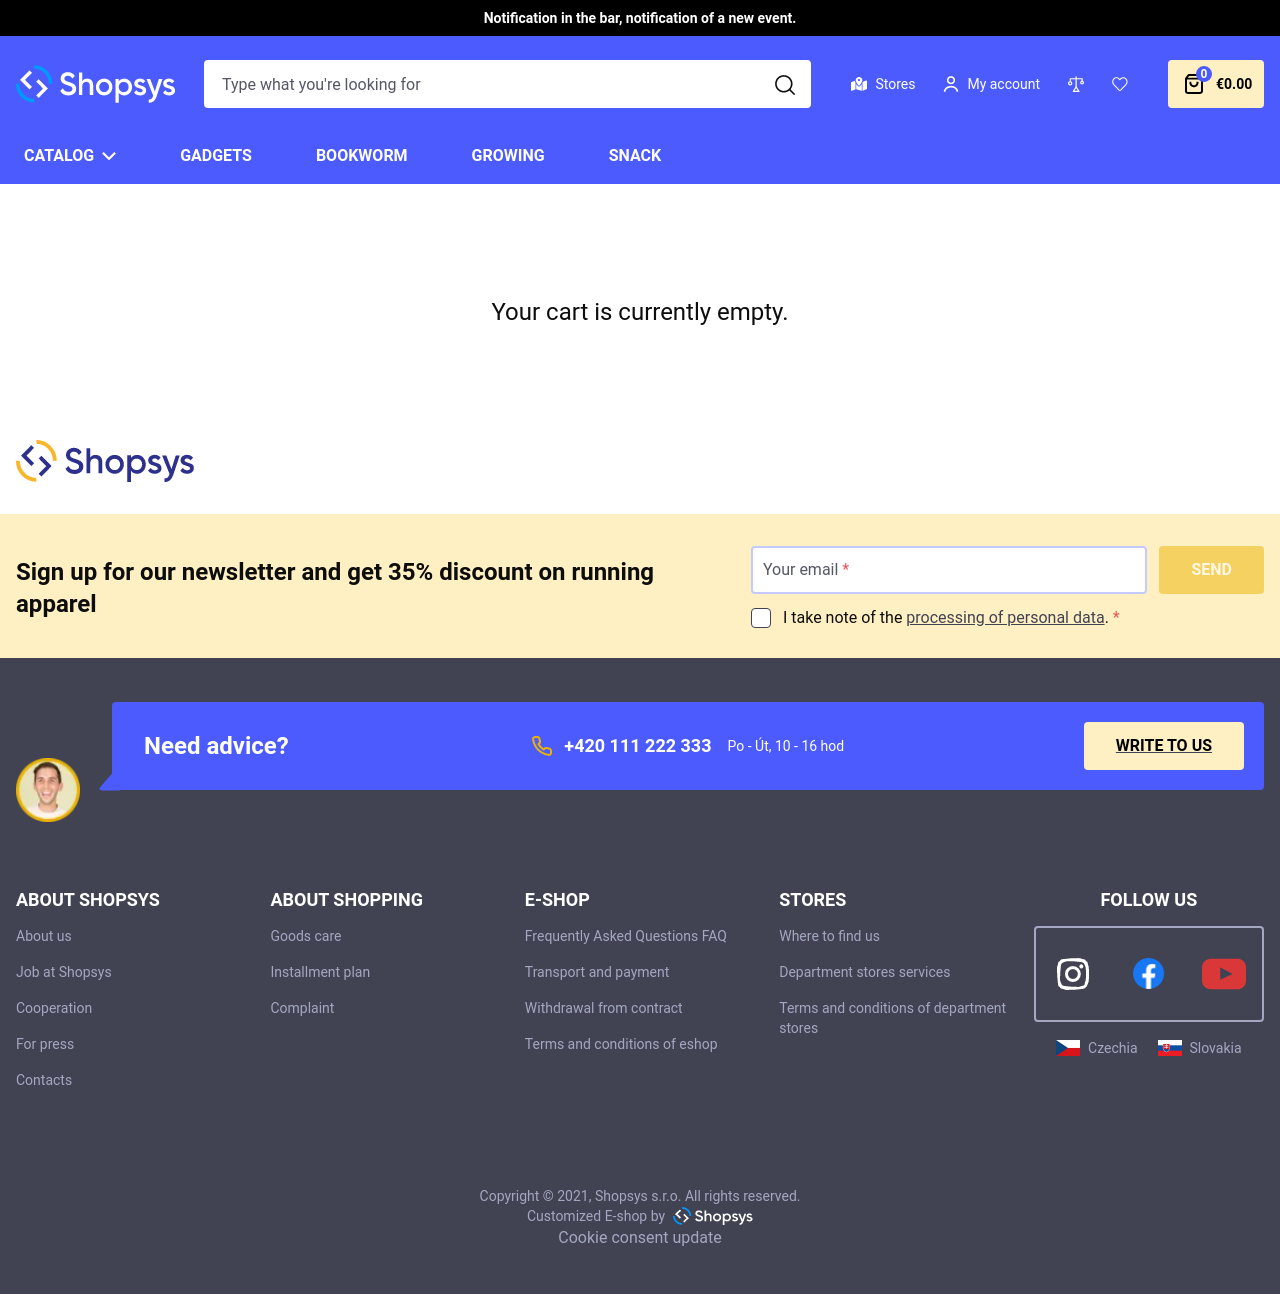 Notification in the bar, notification of a new event.
Shopsys
Type what you're looking for
Stores
My account
0
€0.00
CATALOG
GADGETS
BOOKWORM
GROWING
SNACK
Your cart is currently empty.
Shopsys
Sign up for our newsletter and get 35% discount on running
apparel
Your email *
SEND
I take note of the processing of personal data. *
Need advice?
+420 111 222 333
Po - Út, 10 - 16 hod
WRITE TO US
ABOUT SHOPSYS
About us
Job at Shopsys
Cooperation
For press
Contacts
ABOUT SHOPPING
Goods care
Installment plan
Complaint
E-SHOP
Frequently Asked Questions FAQ
Transport and payment
Withdrawal from contract
Terms and conditions of eshop
STORES
Where to find us
Department stores services
Terms and conditions of department
stores
FOLLOW US
Czechia
Slovakia
Copyright © 2021, Shopsys s.r.o. All rights reserved.
Customized E-shop by Shopsys
Cookie consent update